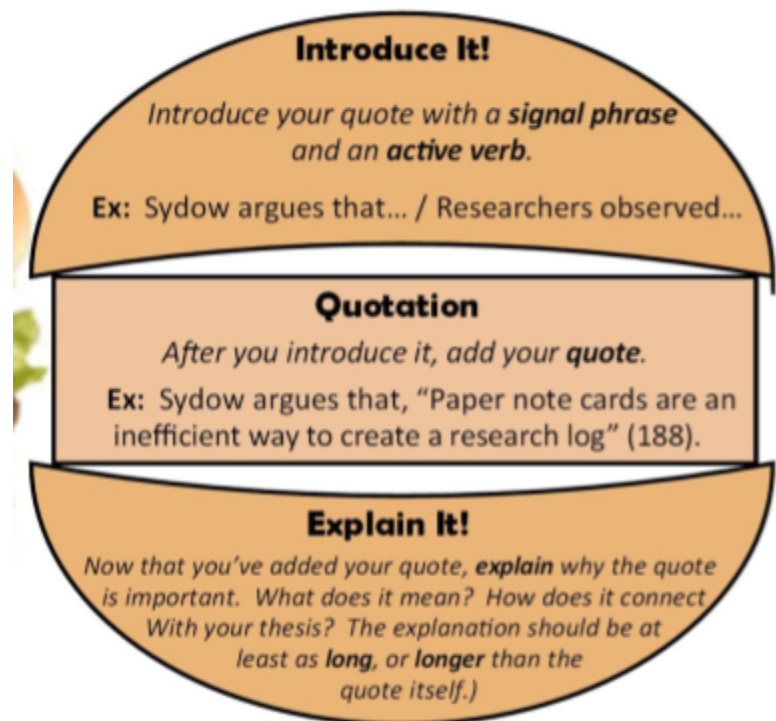 Introduce It!
Introduce your quote with a signal phrase
and an active verb.
Ex: Sydow argues that... / Researchers observed...
Quotation
After you introduce it, add your quote.
Ex: Sydow argues that, “Paper note cards are an
inefficient way to create a research log” (188).
Explain It!
Now that you’ve added your quote, explain why the quote
is important. What does it mean? How does it connect
With your thesis? The explanation should be at
least as long, or longer than the
quote itself.)